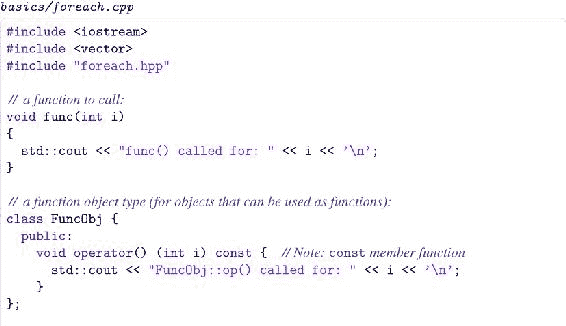 basics/foreach.cpp
#include <iostream>
#include <vector>
#include "foreach.hpp"
// a function to call:
void func(int i)
{
std::cout << "func() called for: " << i << ’\n’;
}
// a function object type (for objects that can be used as functions):
class FuncObj {
public:
void operator() (int i) const { // Note: const member function
std::cout << "FuncObj::op() called for: " << i << ’\n’;
}
};